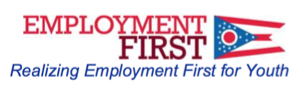 EMPLOYMENT
FIRST
Realizing Employment First for Youth